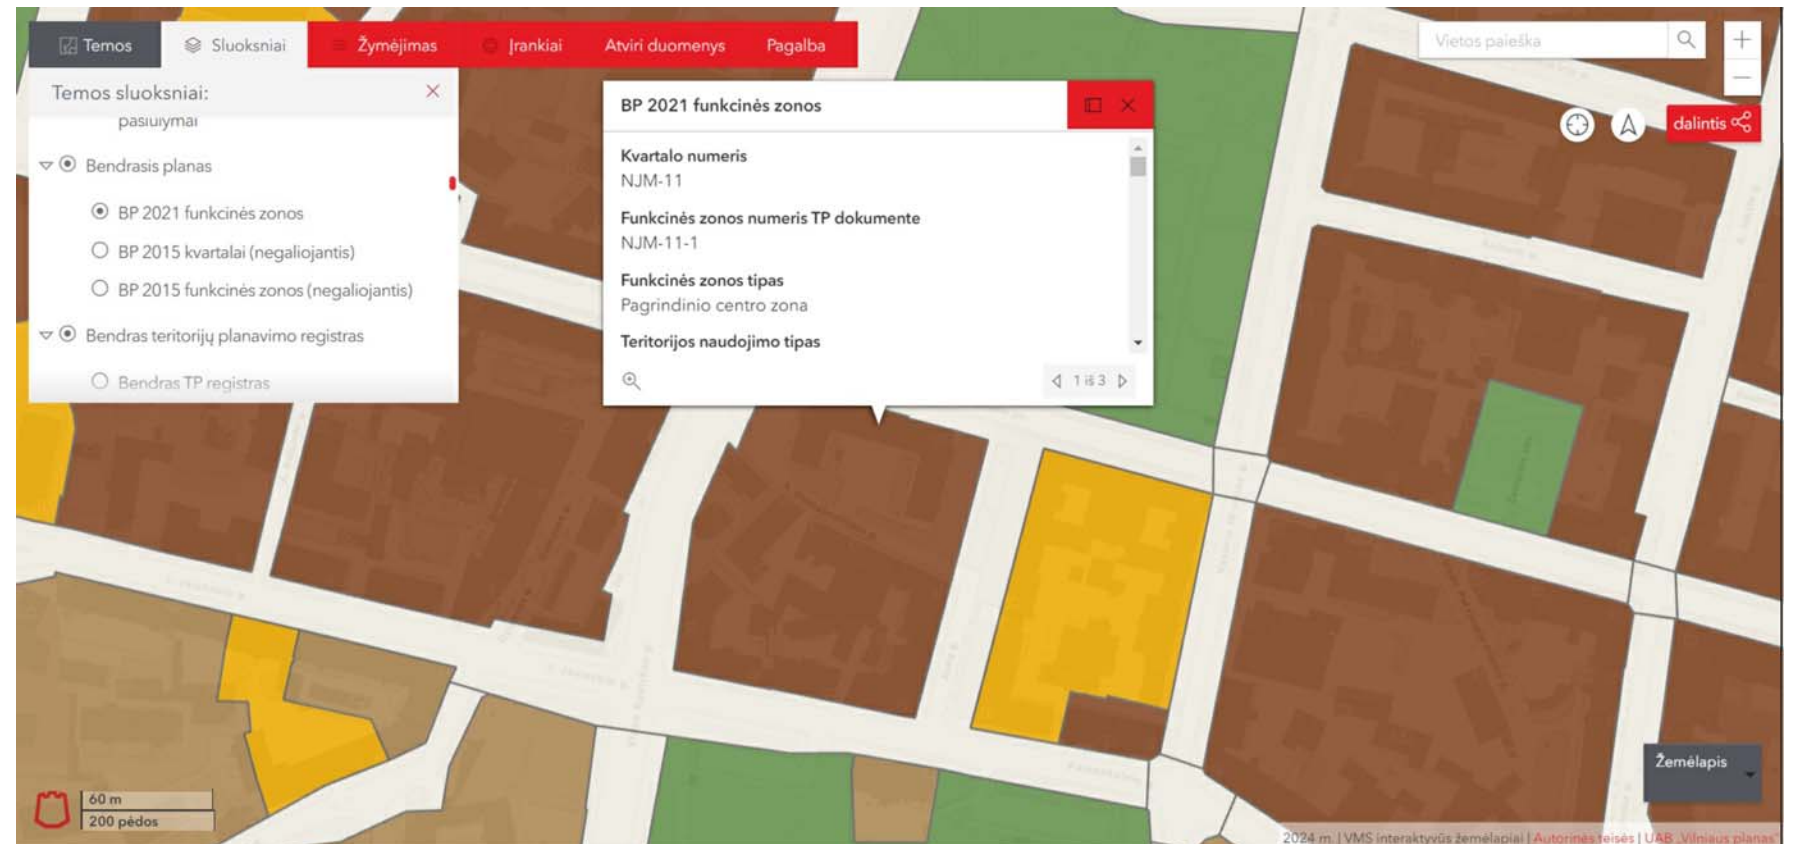 Temos
Sluoksniai
Žymėjimas
Įrankiai
Atviri duomenys
Pagalba
Vietos paieška
Temos sluoksniai:
pasiūlymai
Bendrasis planas
BP 2021 funkcinės zonos
BP 2015 kvartalai (negaliojantis)
BP 2015 funkcinės zonos (negaliojantis)
Bendras teritorijų planavimo registras
Bendras TP registras
BP 2021 funkcinės zonos
Kvartalo numeris
NJM-11
Funkcinės zonos numeris TP dokumente
NJM-11-1
Funkcinės zonos tipas
Pagrindinio centro zona
Teritorijos naudojimo tipas
1 iš 3
dalintis
Žemėlapis
60 m
200 pėdos
2024 m. | VMS interaktyvūs žemėlapiai | Autorinės teisės | UAB „Vilniaus planas“